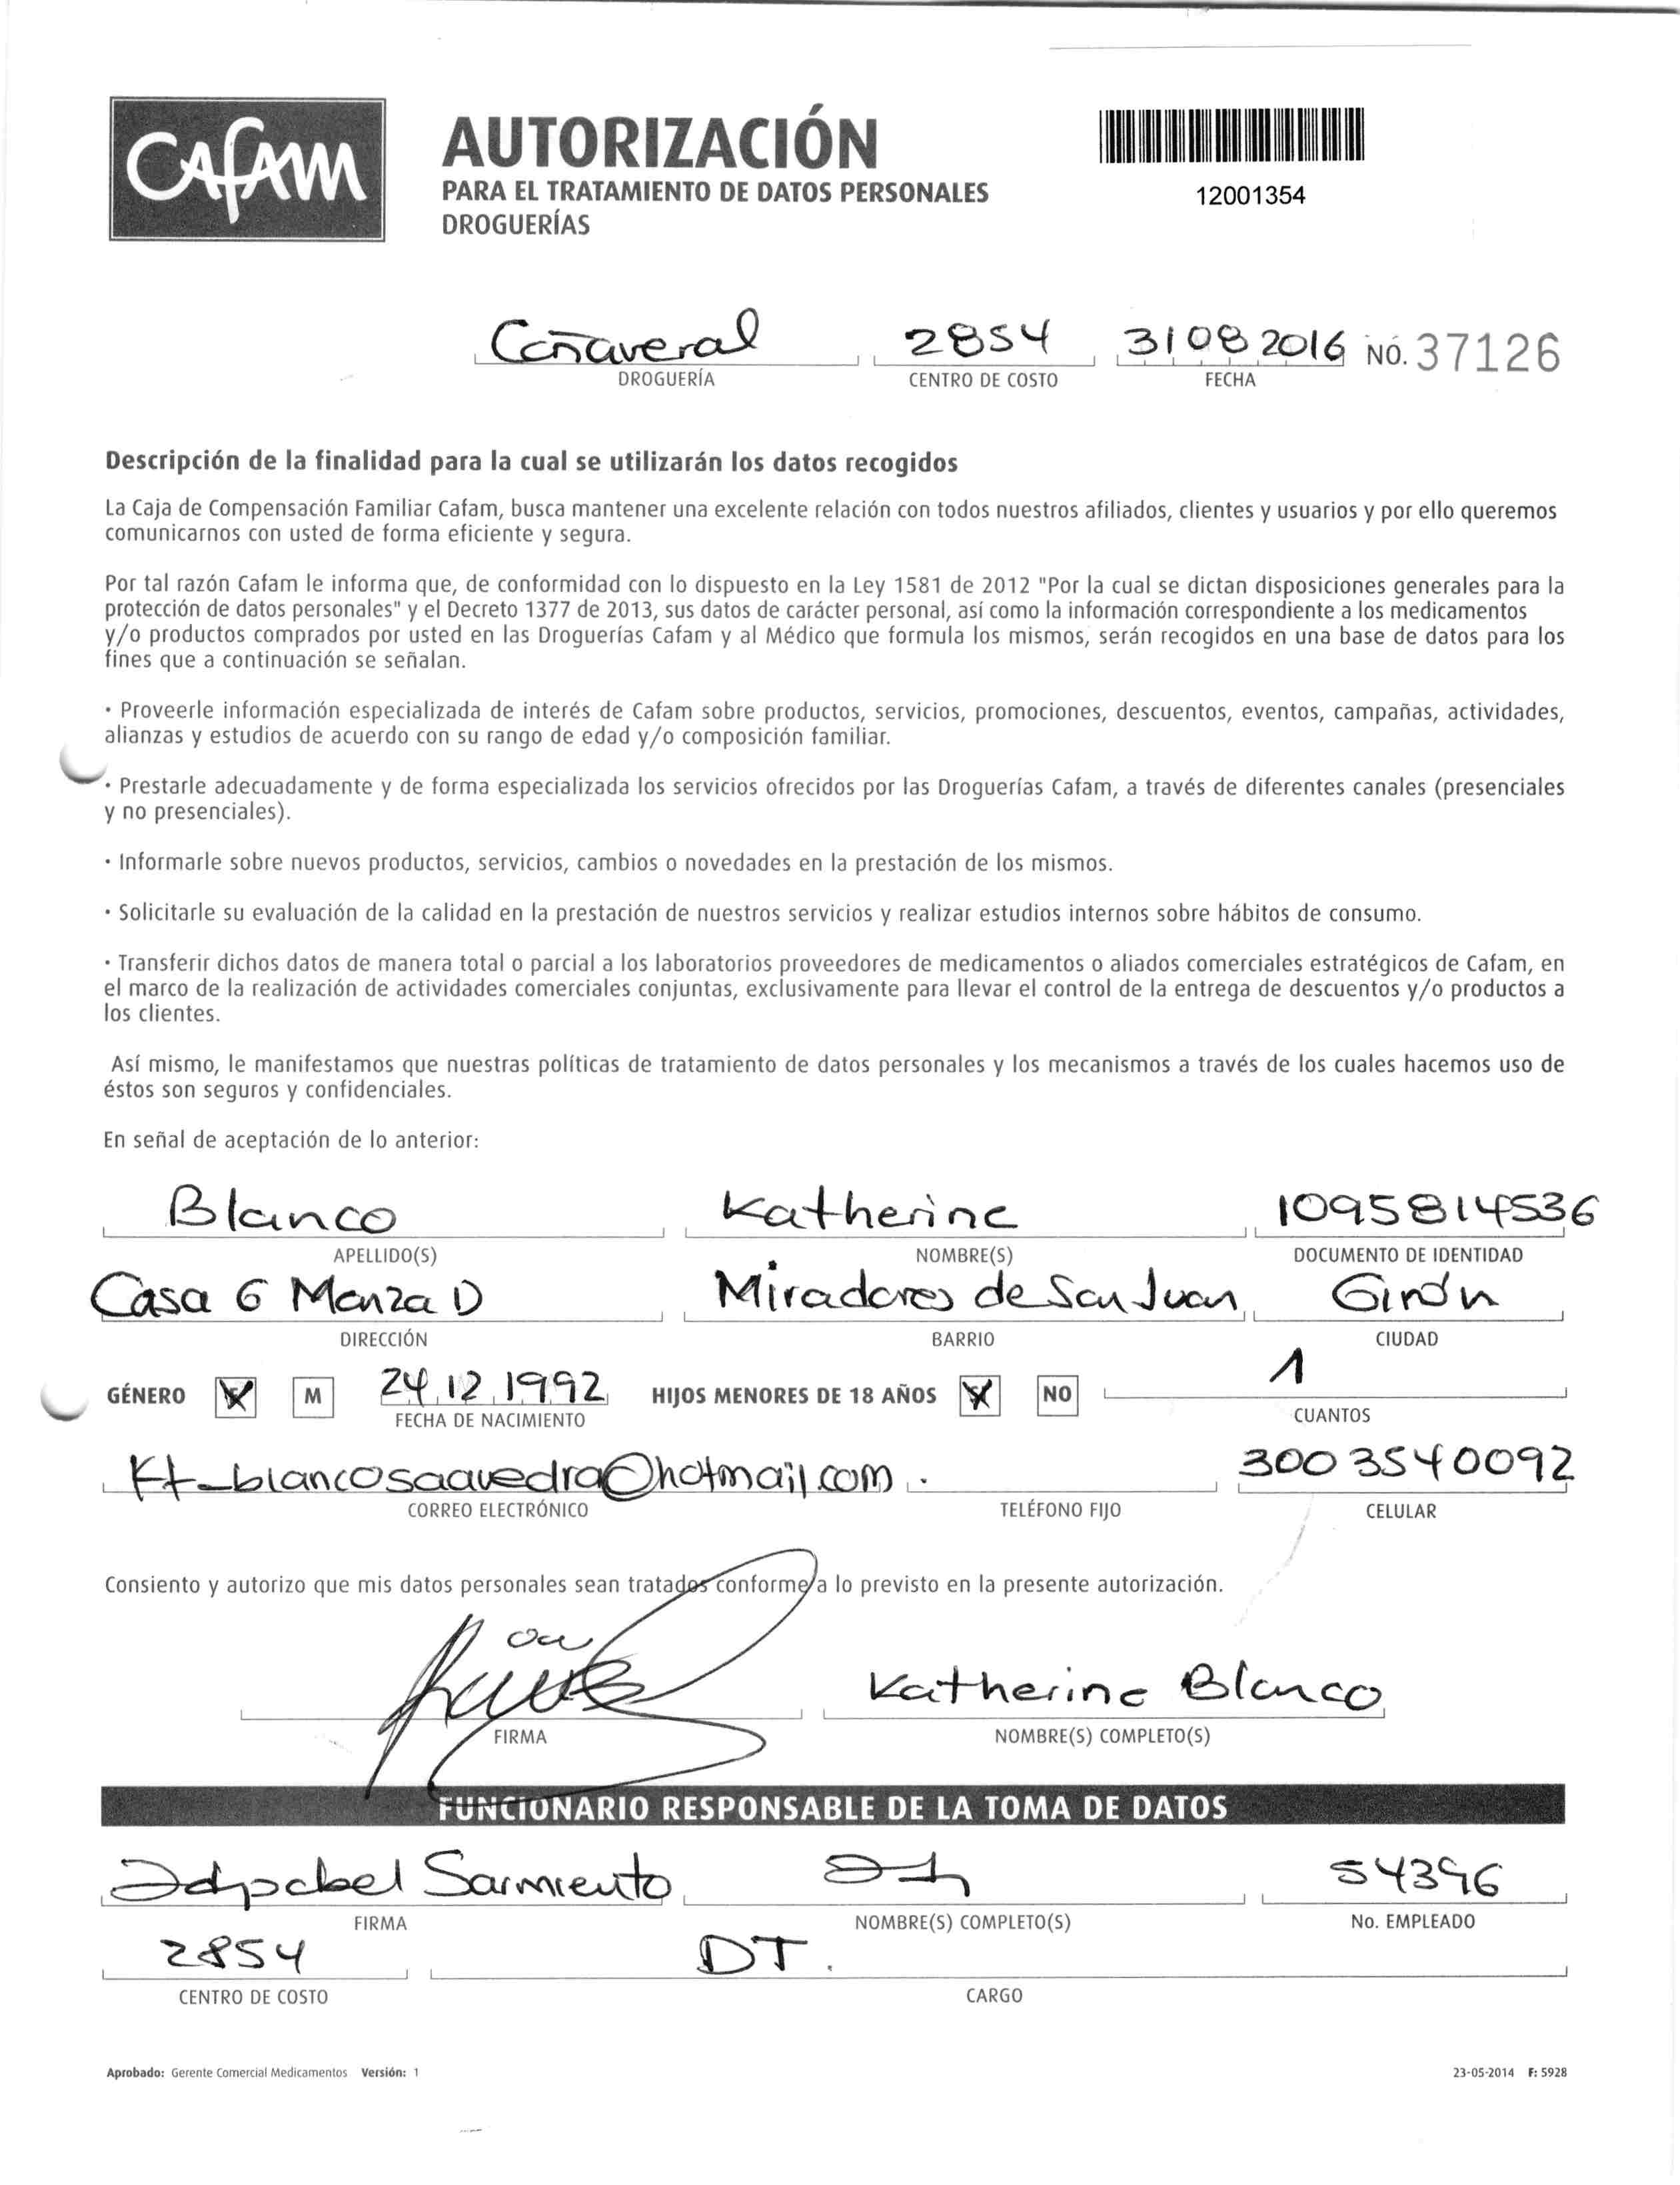 CAFAM
AUTORIZACIÓN
PARA EL TRATAMIENTO DE DATOS PERSONALES
DROGUERÍAS
12001354
Cañaveral 2854 31 08 2016 NO. 37126
DROGUERÍA CENTRO DE COSTO FECHA
Descripción de la finalidad para la cual se utilizarán los datos recogidos
La Caja de Compensación Familiar Cafam, busca mantener una excelente relación con todos nuestros afiliados, clientes y usuarios y por ello queremos
comunicarnos con usted de forma eficiente y segura.
Por tal razón Cafam le informa que, de conformidad con lo dispuesto en la Ley 1581 de 2012 "Por la cual se dictan disposiciones generales para la
protección de datos personales" y el Decreto 1377 de 2013, sus datos de carácter personal, así como la información correspondiente a los medicamentos
y/o productos comprados por usted en las Droguerías Cafam y al Médico que formula los mismos, serán recogidos en una base de datos para los
fines que a continuación se señalan.
· Proveerle información especializada de interés de Cafam sobre productos, servicios, promociones, descuentos, eventos, campañas, actividades,
alianzas y estudios de acuerdo con su rango de edad y/o composición familiar.
· Prestarle adecuadamente y de forma especializada los servicios ofrecidos por las Droguerías Cafam, a través de diferentes canales (presenciales
y no presenciales).
· Informarle sobre nuevos productos, servicios, cambios o novedades en la prestación de los mismos.
· Solicitarle su evaluación de la calidad en la prestación de nuestros servicios y realizar estudios internos sobre hábitos de consumo.
· Transferir dichos datos de manera total o parcial a los laboratorios proveedores de medicamentos o aliados comerciales estratégicos de Cafam, en
el marco de la realización de actividades comerciales conjuntas, exclusivamente para llevar el control de la entrega de descuentos y/o productos a
los clientes.
Así mismo, le manifestamos que nuestras políticas de tratamiento de datos personales y los mecanismos a través de los cuales hacemos uso de
éstos son seguros y confidenciales.
En señal de aceptación de lo anterior:
Blanco Katherine 1095814536
APELLIDO(S) NOMBRE(S) DOCUMENTO DE IDENTIDAD
Casa 6 Manza D Miradores de San Juan Girón
DIRECCIÓN BARRIO CIUDAD
GÉNERO M 24 12 1992 HIJOS MENORES DE 18 AÑOS NO 1
FECHA DE NACIMIENTO CUANTOS
Kt_blancosaavedra@hotmail.com. 300 3540092
CORREO ELECTRÓNICO TELÉFONO FIJO CELULAR
Consiento y autorizo que mis datos personales sean tratados conforme a lo previsto en la presente autorización.
Katherine Blanco
FIRMA NOMBRE(S) COMPLETO(S)
FUNCIONARIO RESPONSABLE DE LA TOMA DE DATOS
Sarmiento 54396
FIRMA NOMBRE(S) COMPLETO(S) No. EMPLEADO
2854 DT.
CENTRO DE COSTO CARGO
Aprobado: Gerente Comercial Medicamentos Versión: 1 23-05-2014 F: 5928